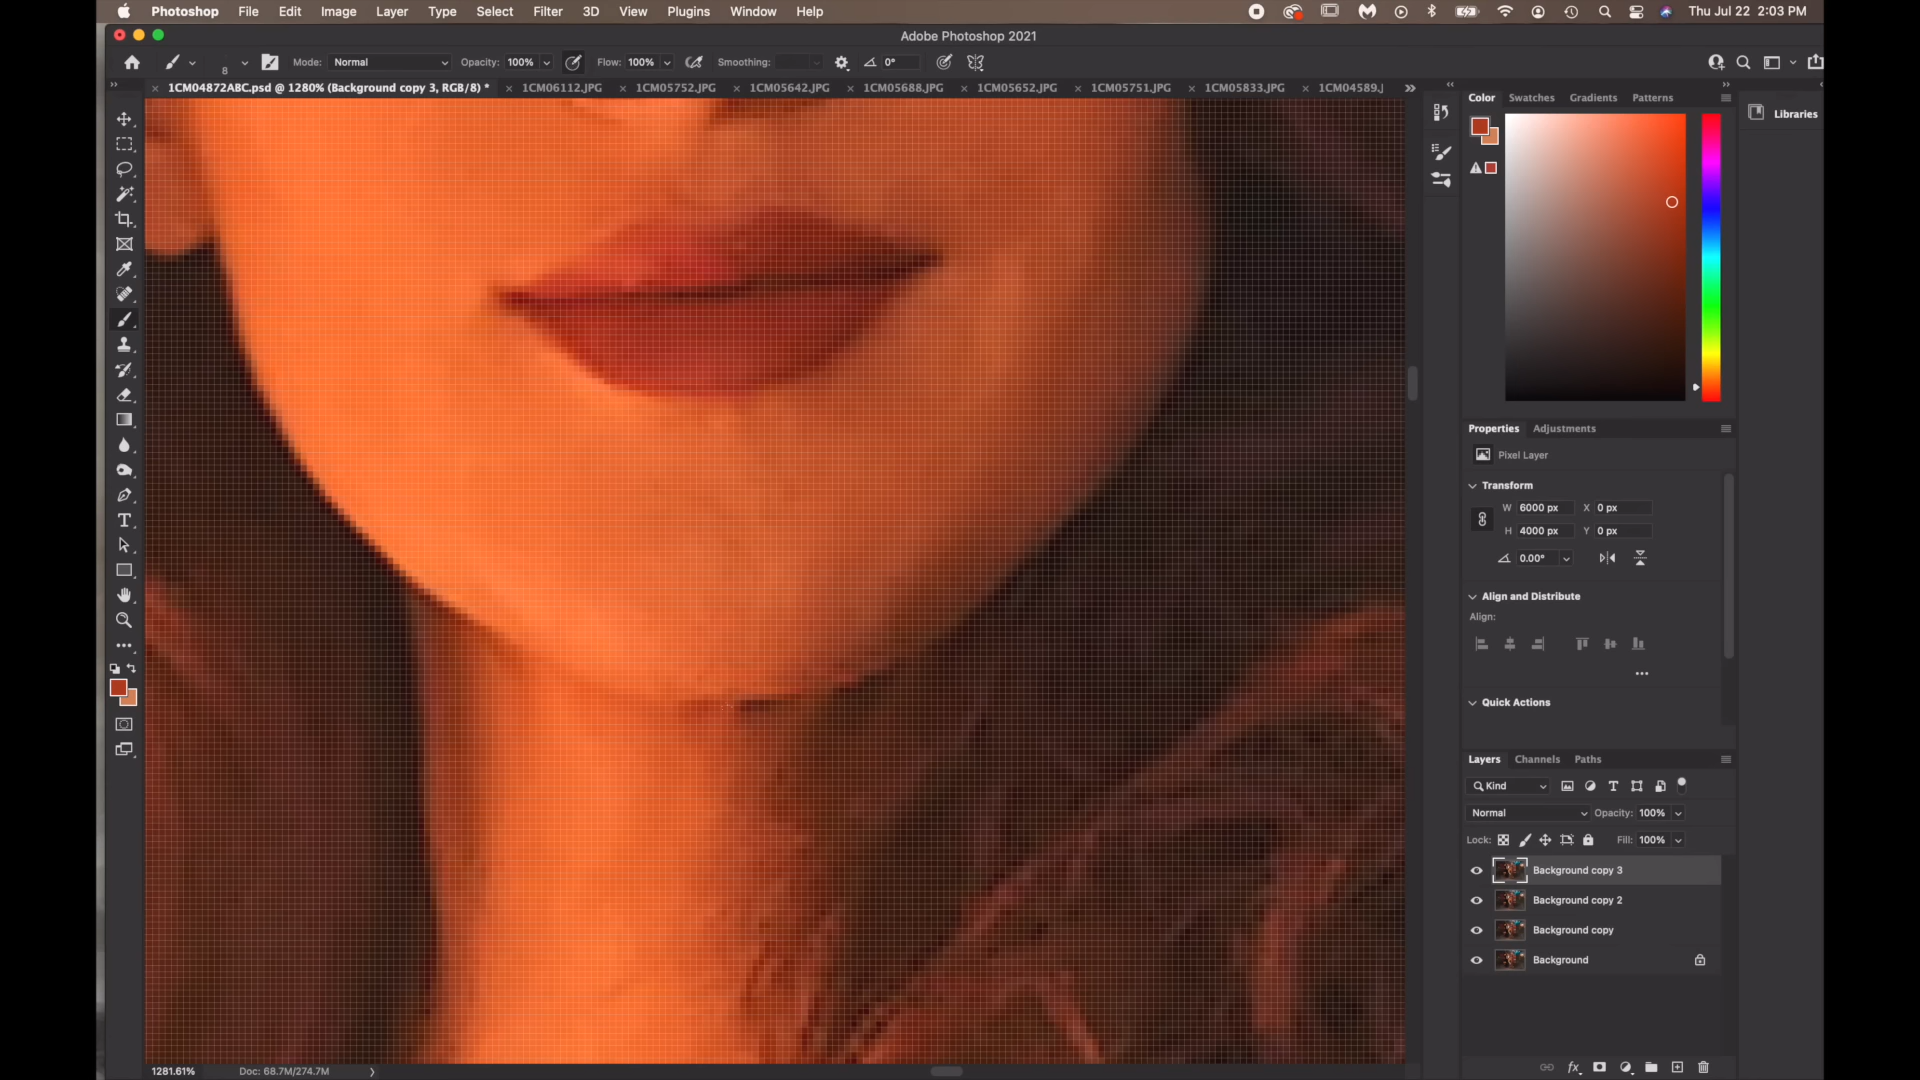 Photoshop File Edit Image Layer Type Select Filter 3D View Plugins Window Help Thu Jul 22 2:03 PM
Adobe Photoshop 2021
8 Mode: Normal Opacity: 100% Flow: 100% Smoothing: 0°
1CM04872ABC.psd @ 1280% (Background copy 3, RGB/8) * 1CM06112.JPG 1CM05752.JPG 1CM05642.JPG 1CM05688.JPG 1CM05652.JPG 1CM05751.JPG 1CM05833.JPG 1CM04589.J
Color Swatches Gradients Patterns
Libraries
Properties Adjustments
Pixel Layer
Transform
W 6000 px X 0 px
H 4000 px Y 0 px
0.00°
Align and Distribute
Align:
Quick Actions
Layers Channels Paths
Kind
Normal Opacity: 100%
Lock: Fill: 100%
Background copy 3
Background copy 2
Background copy
Background
1281.61% Doc: 68.7M/274.7M